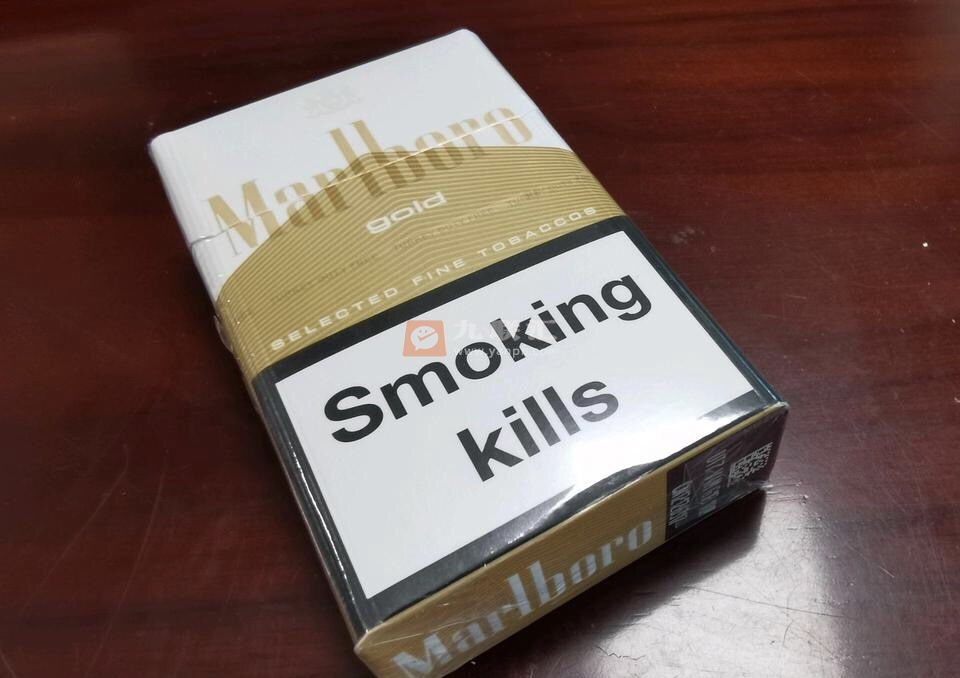 Marlboro
gold
SELECTED FINE TOBACCOS
Smoking
kills
Marlboro